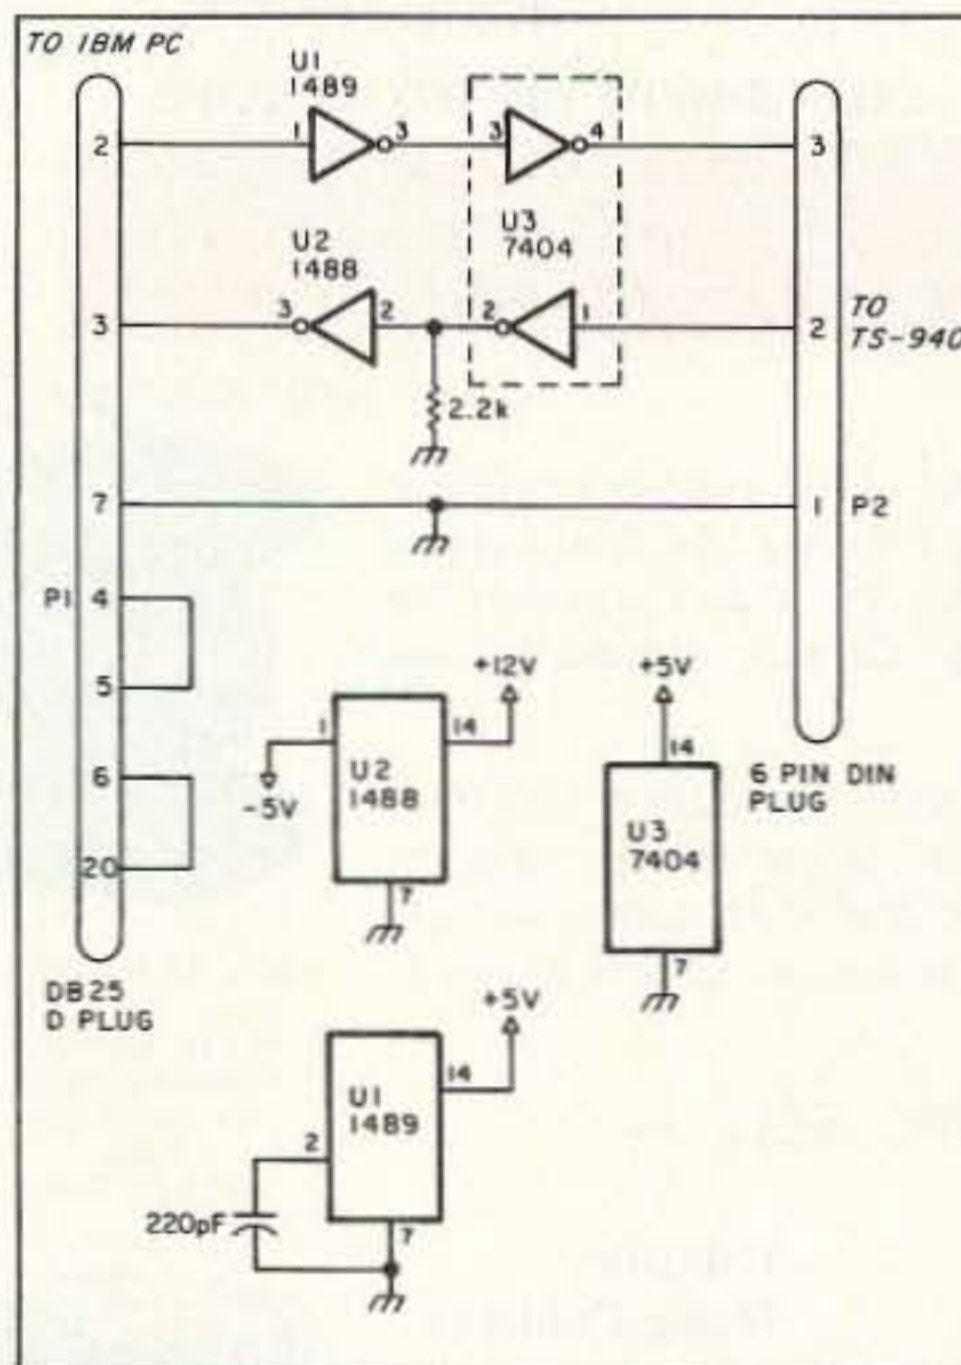 TO IBM PC
U1
1489
2
1
3
3
4
3
U3
7404
U2
1488
3
3
2
2
1
2
TO
TS-940
2.2k
7
1
P2
P1
4
5
6
20
+12V
1
14
U2
1488
-5V
7
+5V
14
U3
7404
7
6 PIN DIN
PLUG
DB25
D PLUG
+5V
14
U1
1489
2
220pF
7